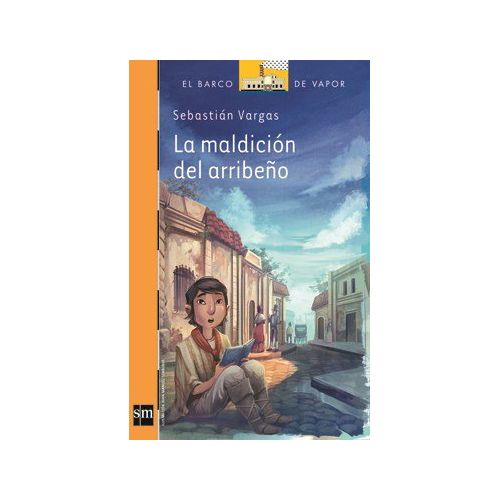 EL BARCO DE VAPOR
Sebastián Vargas
La maldición
del arribeño
sm